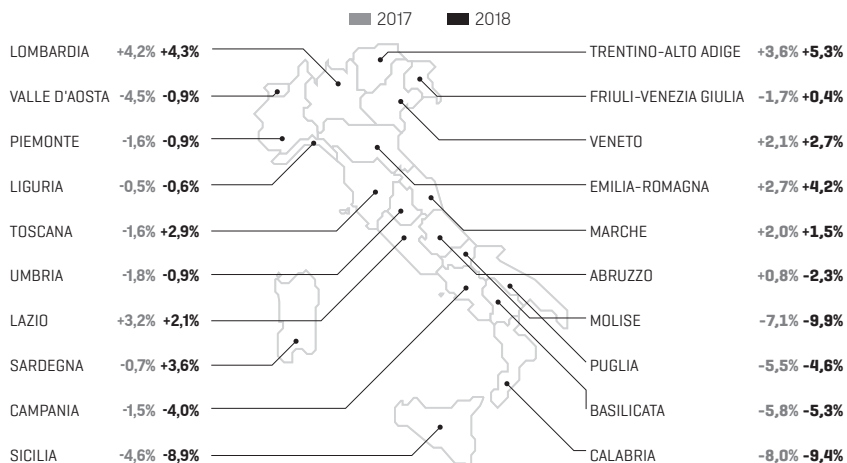 2017 2018
LOMBARDIA +4,2% +4,3%
VALLE D'AOSTA -4,5% -0,9%
PIEMONTE -1,6% -0,9%
LIGURIA -0,5% -0,6%
TOSCANA -1,6% +2,9%
UMBRIA -1,8% -0,9%
LAZIO +3,2% +2,1%
SARDEGNA -0,7% +3,6%
CAMPANIA -1,5% -4,0%
SICILIA -4,6% -8,9%
TRENTINO-ALTO ADIGE +3,6% +5,3%
FRIULI-VENEZIA GIULIA -1,7% +0,4%
VENETO +2,1% +2,7%
EMILIA-ROMAGNA +2,7% +4,2%
MARCHE +2,0% +1,5%
ABRUZZO +0,8% -2,3%
MOLISE -7,1% -9,9%
PUGLIA -5,5% -4,6%
BASILICATA -5,8% -5,3%
CALABRIA -8,0% -9,4%